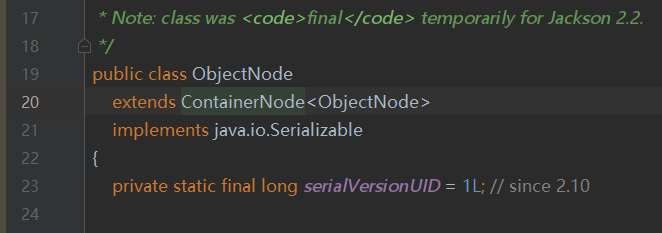 17 * Note: class was <code>final</code> temporarily for Jackson 2.2.
18 */
19 public class ObjectNode
20 extends ContainerNode<ObjectNode>
21 implements java.io.Serializable
22 {
23 private static final long serialVersionUID = 1L; // since 2.10
24